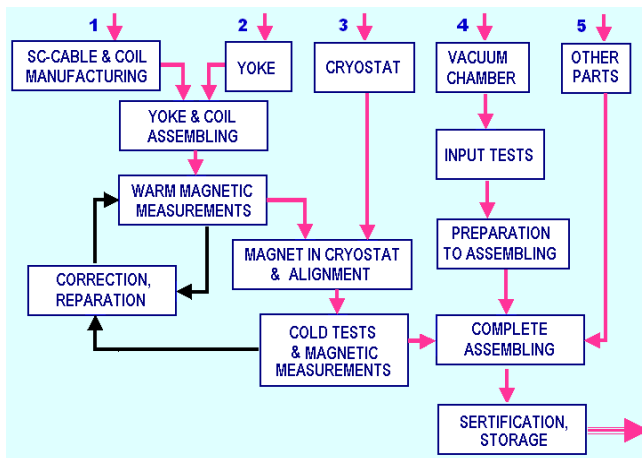 1 2 3 4 5
SC-CABLE & COIL
MANUFACTURING
YOKE
CRYOSTAT
VACUUM
CHAMBER
OTHER
PARTS
YOKE & COIL
ASSEMBLING
INPUT TESTS
WARM MAGNETIC
MEASUREMENTS
PREPARATION
TO ASSEMBLING
MAGNET IN CRYOSTAT
& ALIGNMENT
CORRECTION,
REPARATION
COLD TESTS
& MAGNETIC
MEASUREMENTS
COMPLETE
ASSEMBLING
SERTIFICATION,
STORAGE